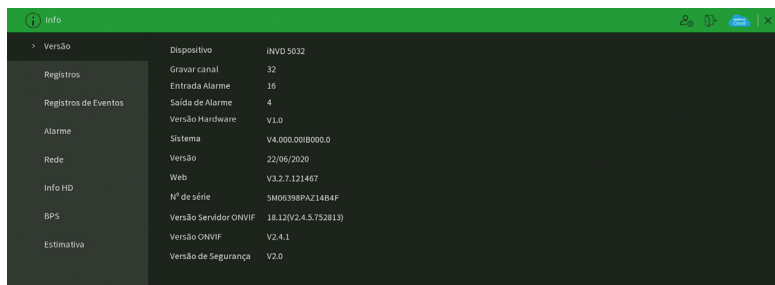 Info
Versão
Registros
Registros de Eventos
Alarme
Rede
Info HD
BPS
Estimativa
Dispositivo iNVD 5032
Gravar canal 32
Entrada Alarme 16
Saída de Alarme 4
Versão Hardware V1.0
Sístema V4.000.00IB000.0
Versão 22/06/2020
Web V3.2.7.121467
Nº de série 5M06398PAZ14B4F
Versão Servidor ONVIF 18.12(V2.4.5.752813)
Versão ONVIF V2.4.1
Versão de Segurança V2.0